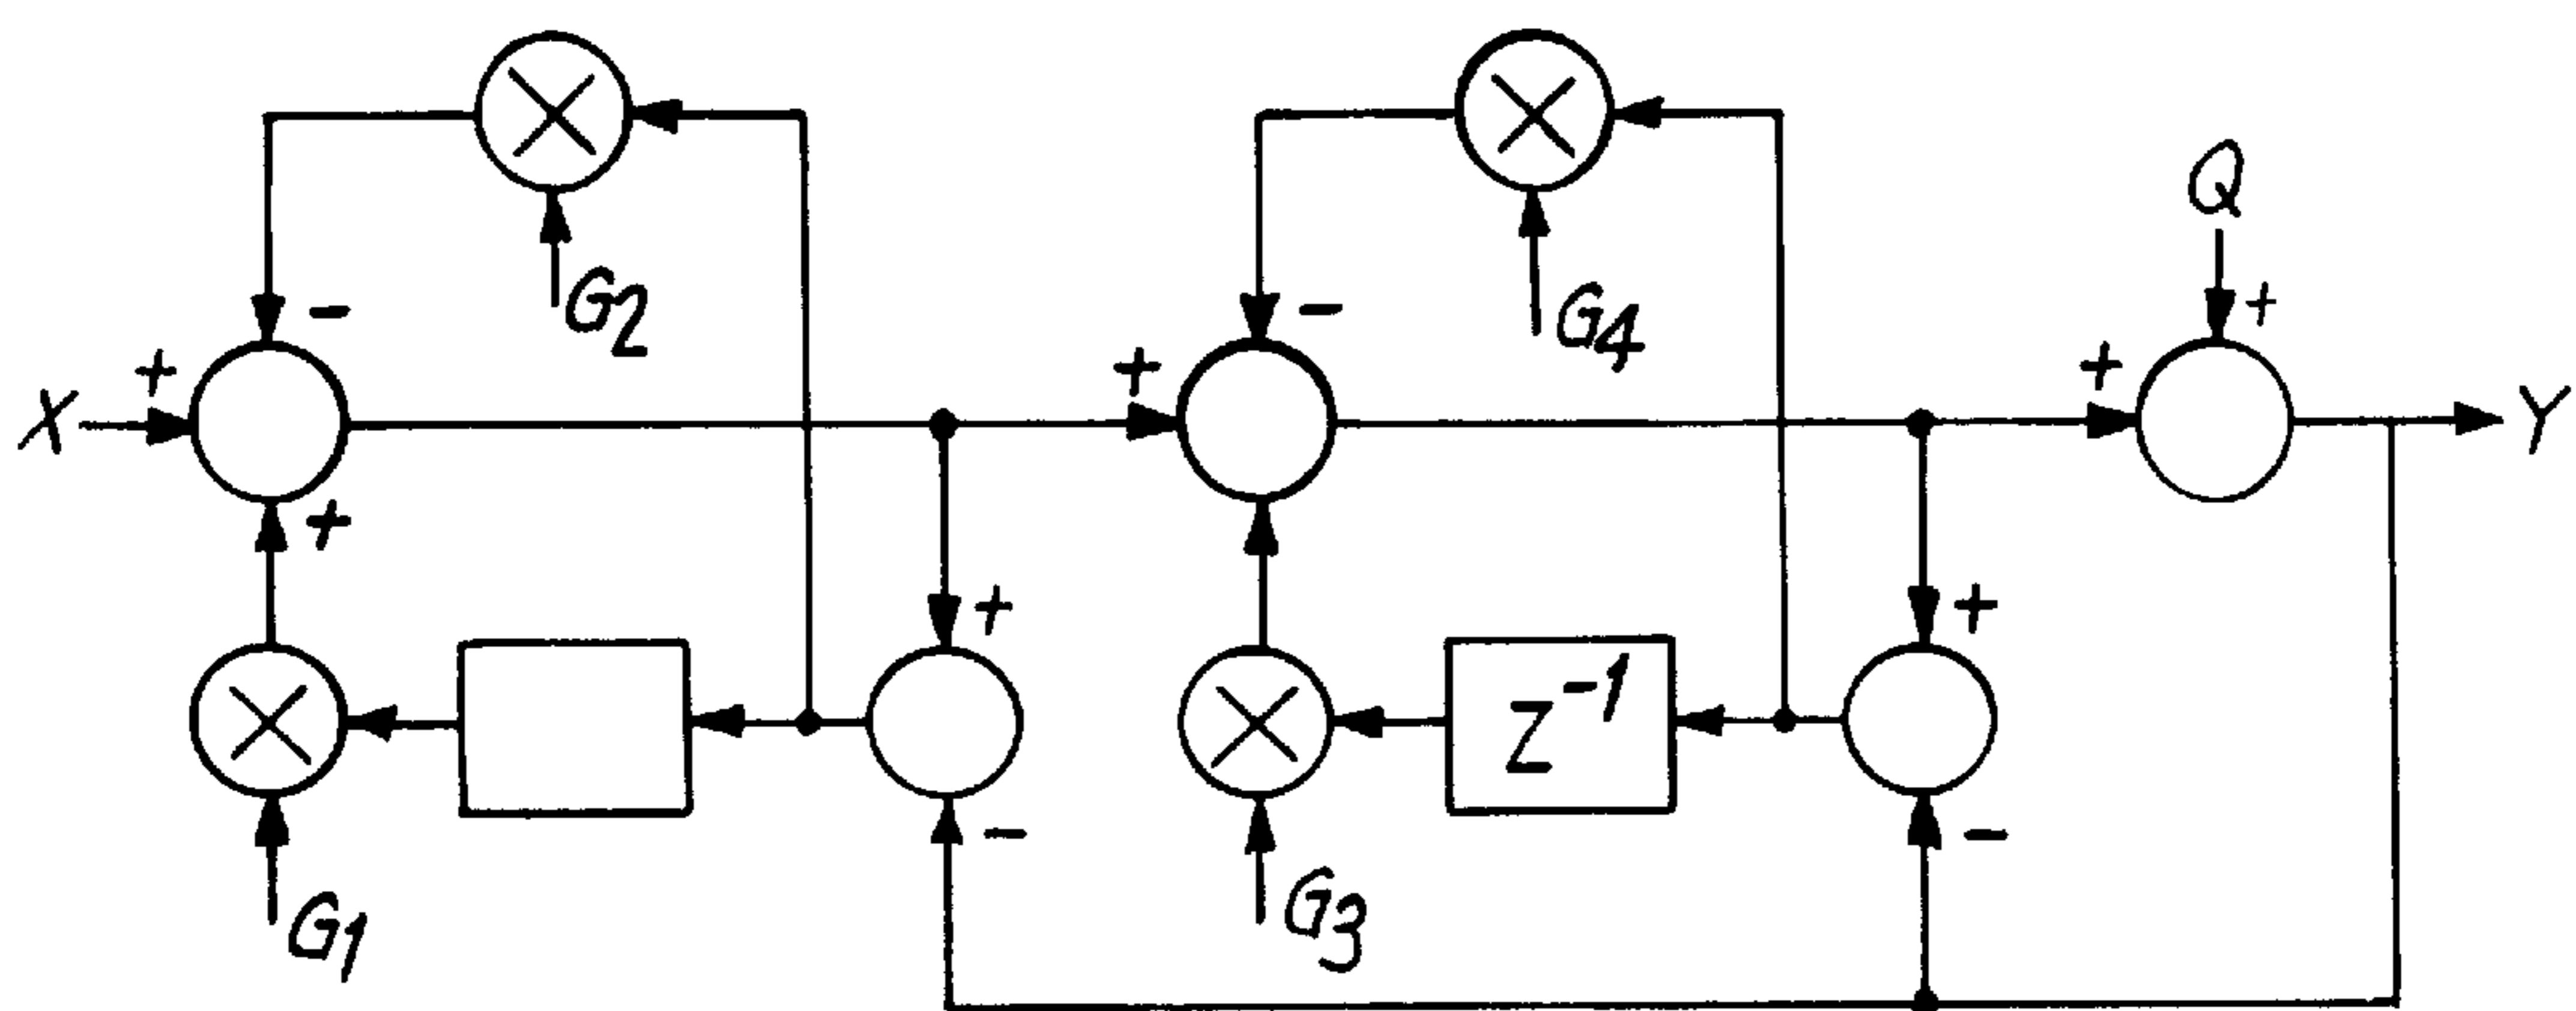 G2
G4
Q
- - +
X + + + Y
+
+ +
Z⁻¹
- -
G1 G3